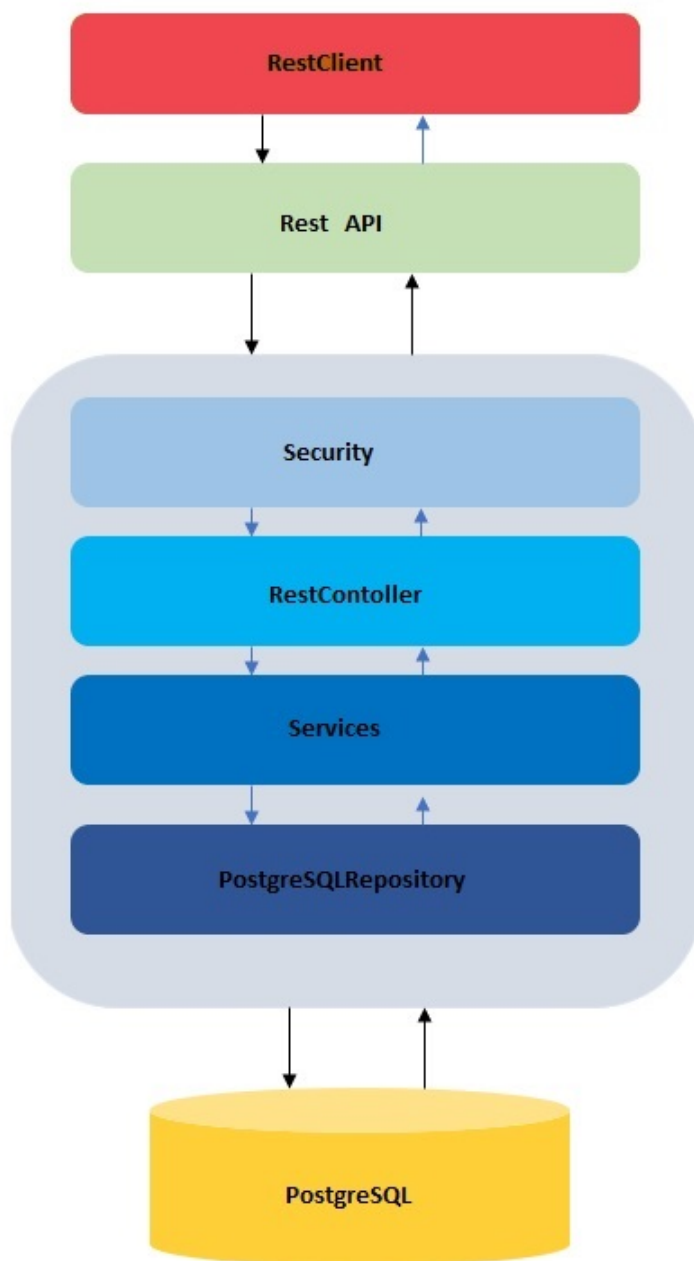 RestClient
Rest API
Security
RestContoller
Services
PostgreSQLRepository
PostgreSQL